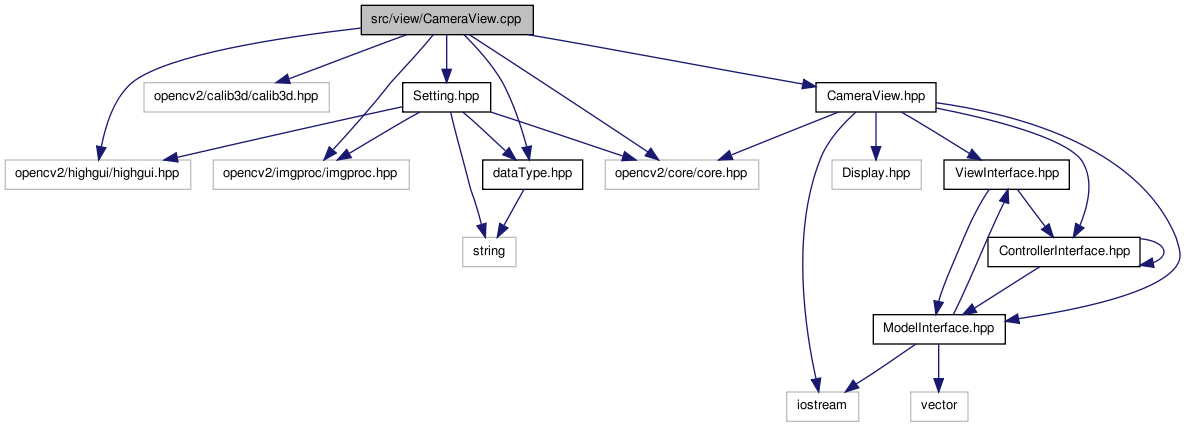 src/view/CameraView.cpp
opencv2/calib3d/calib3d.hpp
Setting.hpp
CameraView.hpp
opencv2/highgui/highgui.hpp
opencv2/imgproc/imgproc.hpp
dataType.hpp
opencv2/core/core.hpp
Display.hpp
ViewInterface.hpp
string
ControllerInterface.hpp
ModelInterface.hpp
iostream
vector